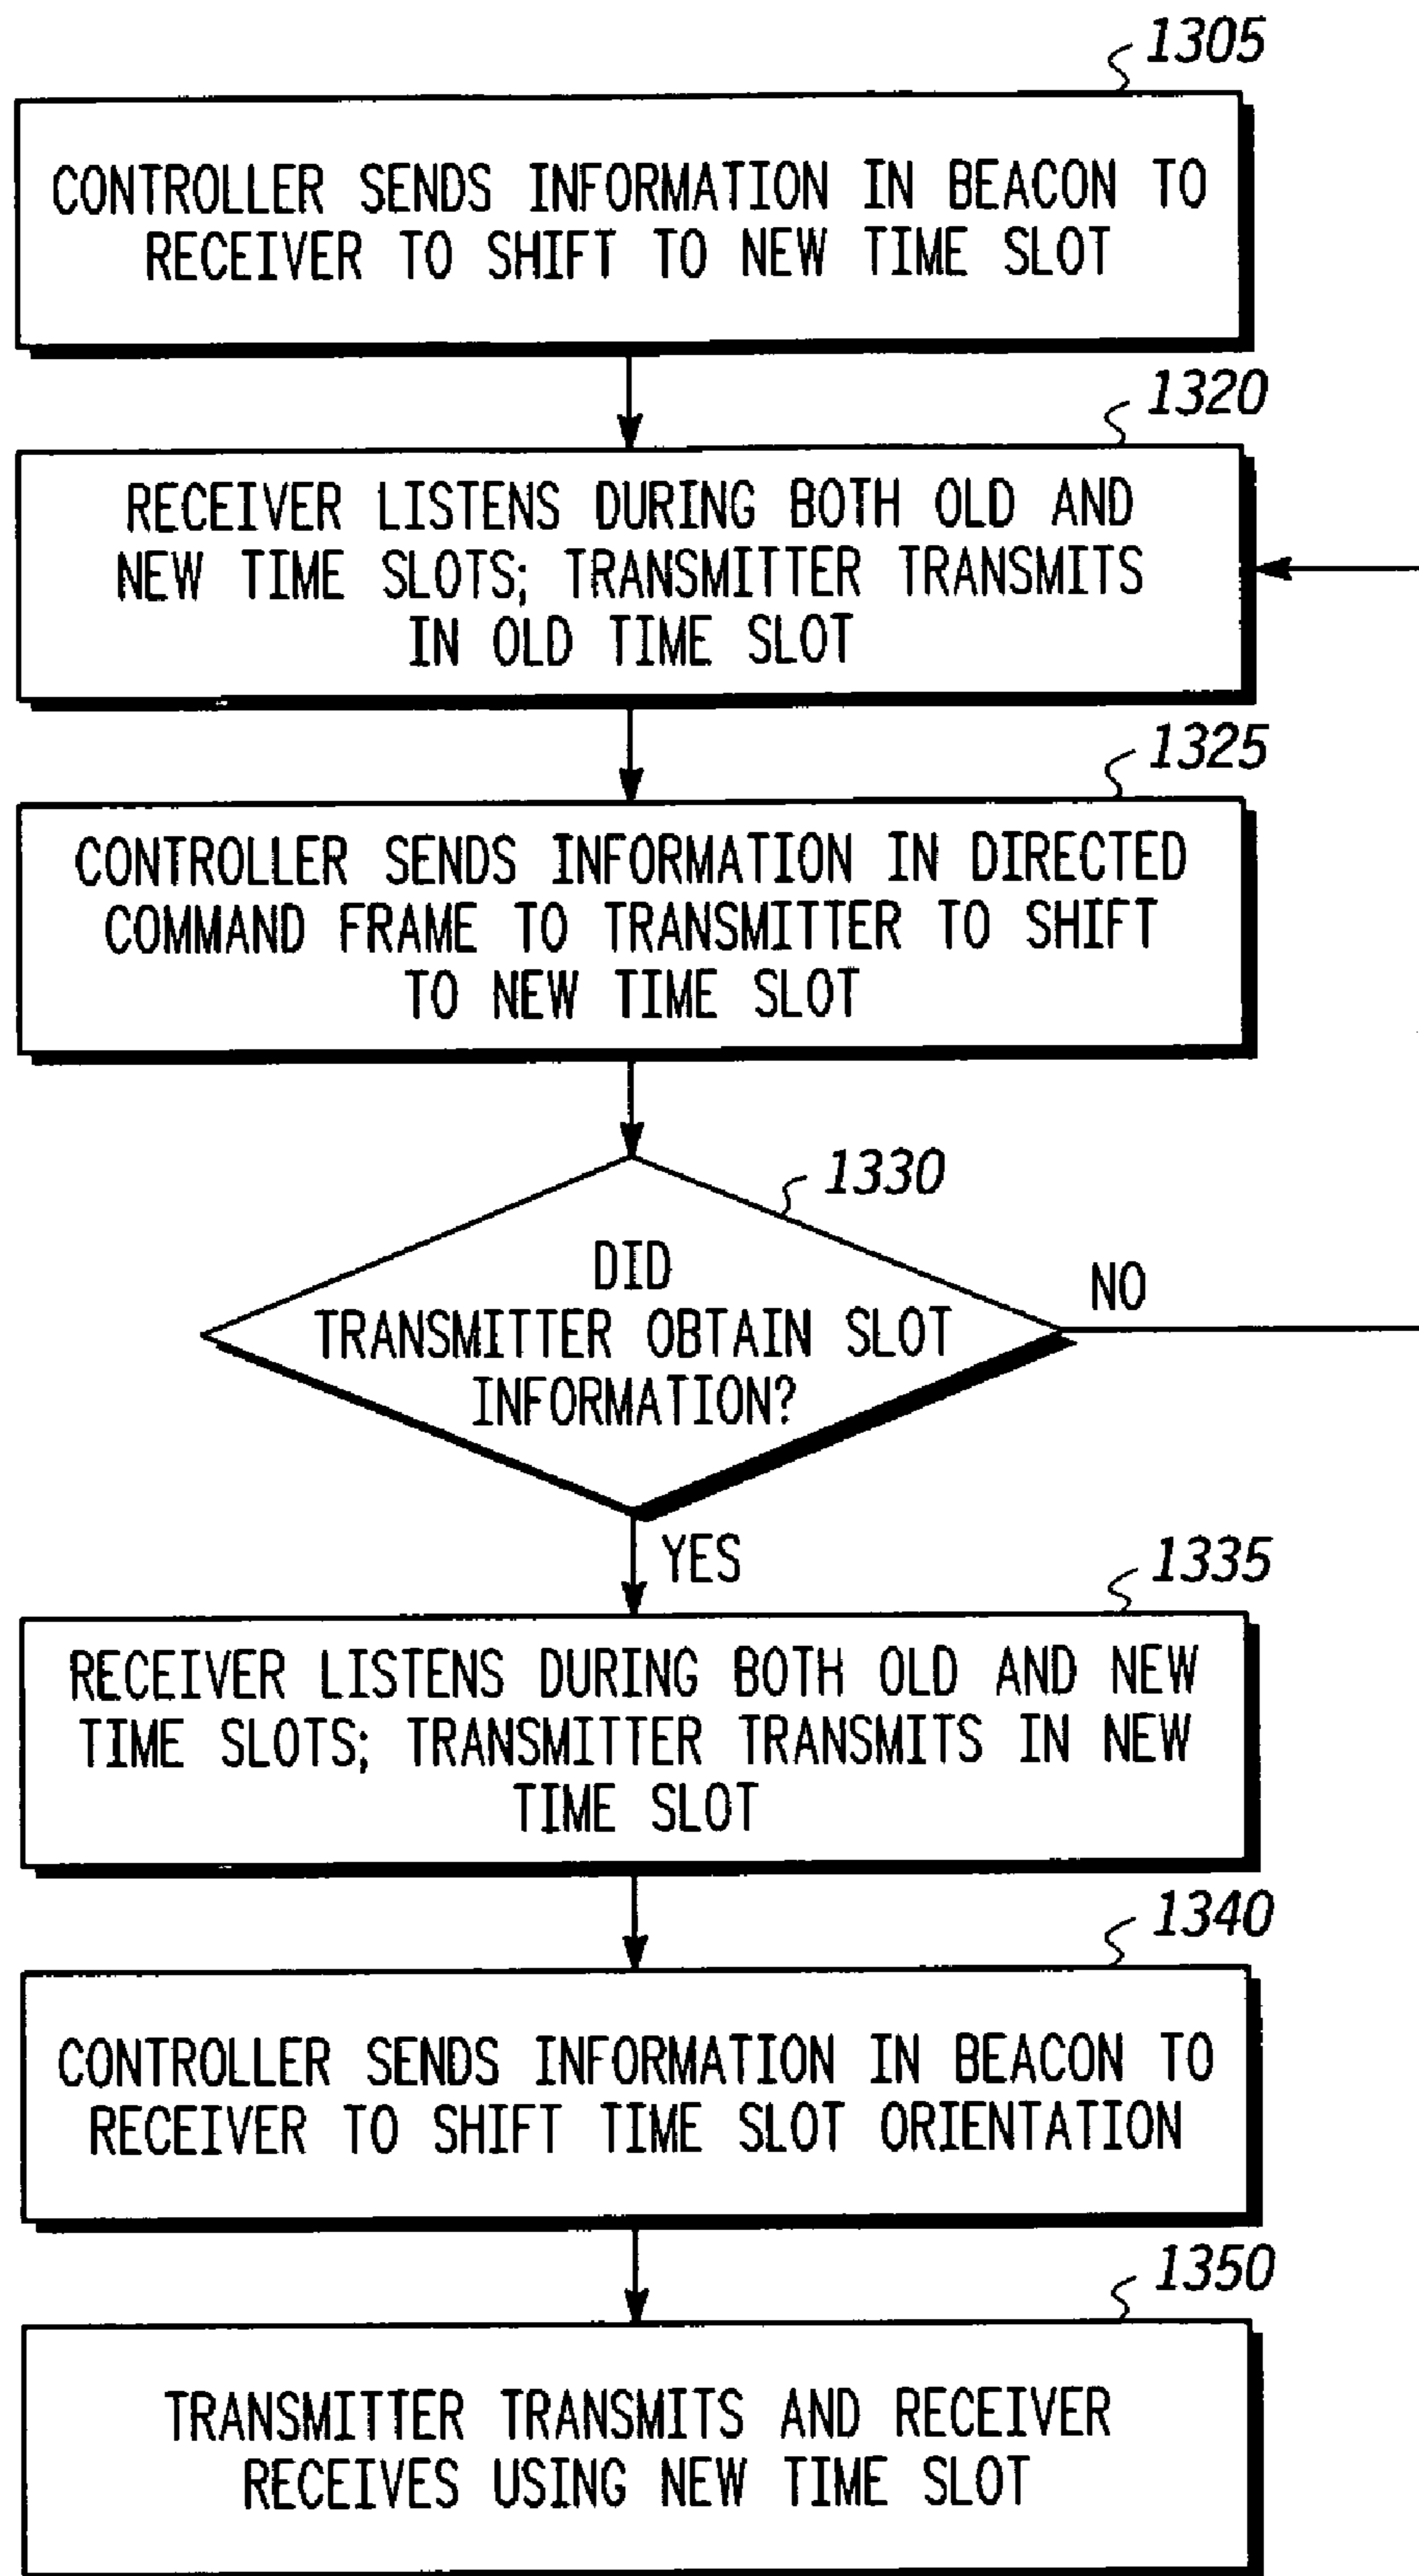 1305
CONTROLLER SENDS INFORMATION IN BEACON TO
RECEIVER TO SHIFT TO NEW TIME SLOT
1320
RECEIVER LISTENS DURING BOTH OLD AND
NEW TIME SLOTS; TRANSMITTER TRANSMITS
IN OLD TIME SLOT
1325
CONTROLLER SENDS INFORMATION IN DIRECTED
COMMAND FRAME TO TRANSMITTER TO SHIFT
TO NEW TIME SLOT
1330
DID
TRANSMITTER OBTAIN SLOT
INFORMATION?
NO
YES
1335
RECEIVER LISTENS DURING BOTH OLD AND NEW
TIME SLOTS; TRANSMITTER TRANSMITS IN NEW
TIME SLOT
1340
CONTROLLER SENDS INFORMATION IN BEACON TO
RECEIVER TO SHIFT TIME SLOT ORIENTATION
1350
TRANSMITTER TRANSMITS AND RECEIVER
RECEIVES USING NEW TIME SLOT